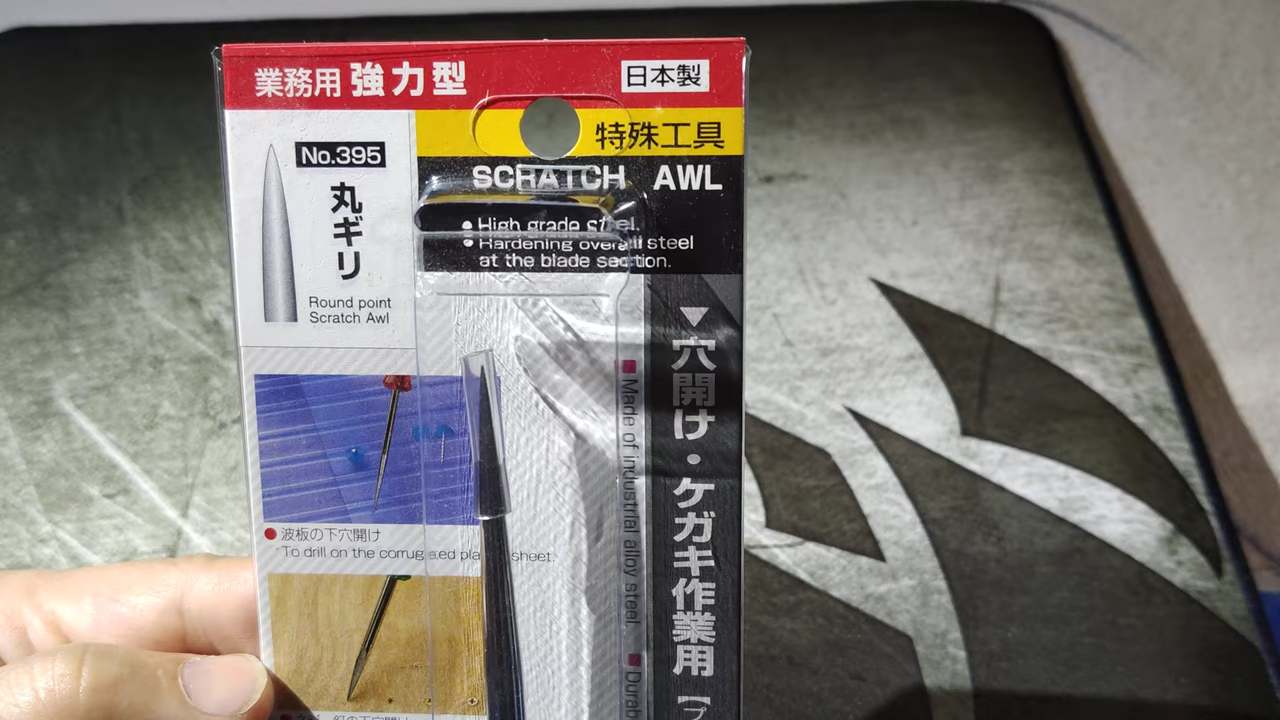 業務用 強力型
日本製
特殊工具
No.395
丸ギリ
Round point
Scratch Awl
SCRATCH AWL
● High grade steel.
● Hardening overall steel
at the blade section.
▼穴開け・ケガキ作業用【プ
■ Made of industrial alloy steel.
■ Durab
● 波板の下穴開け
To drill on the corrugated pla sheet.